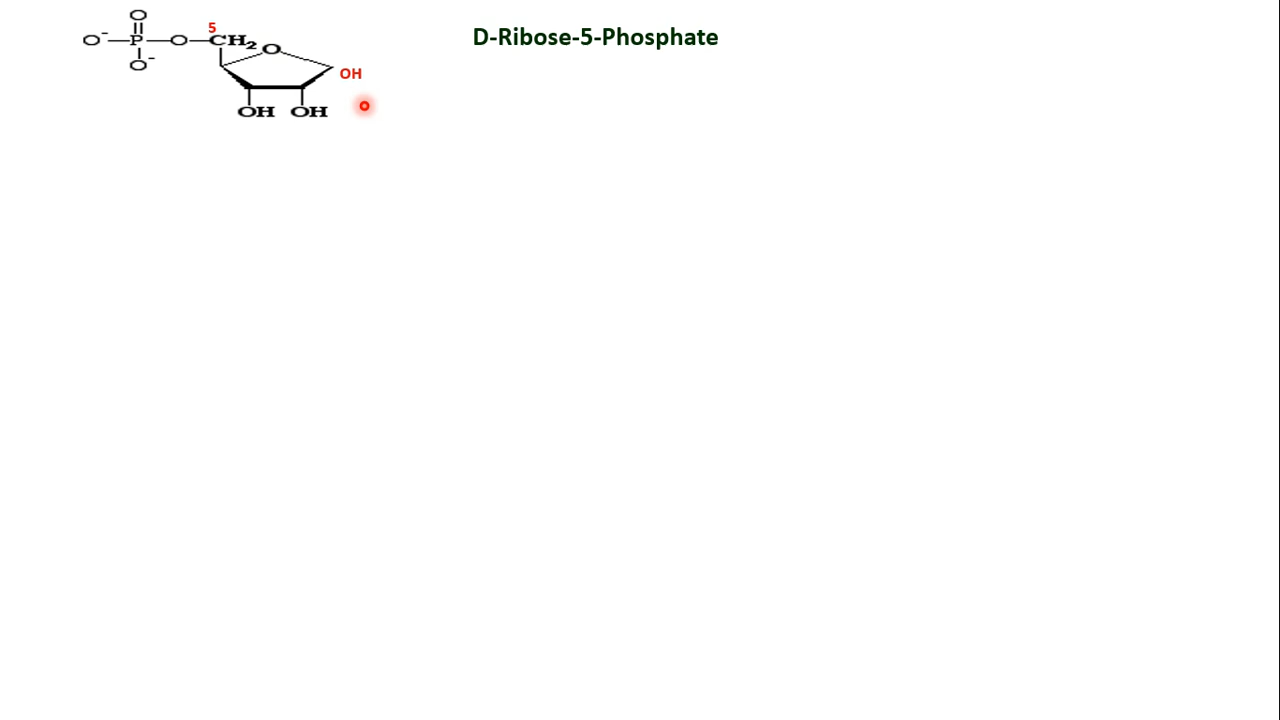 O
O⁻ P O 5 CH₂ O
O⁻
OH
OH OH
D-Ribose-5-Phosphate